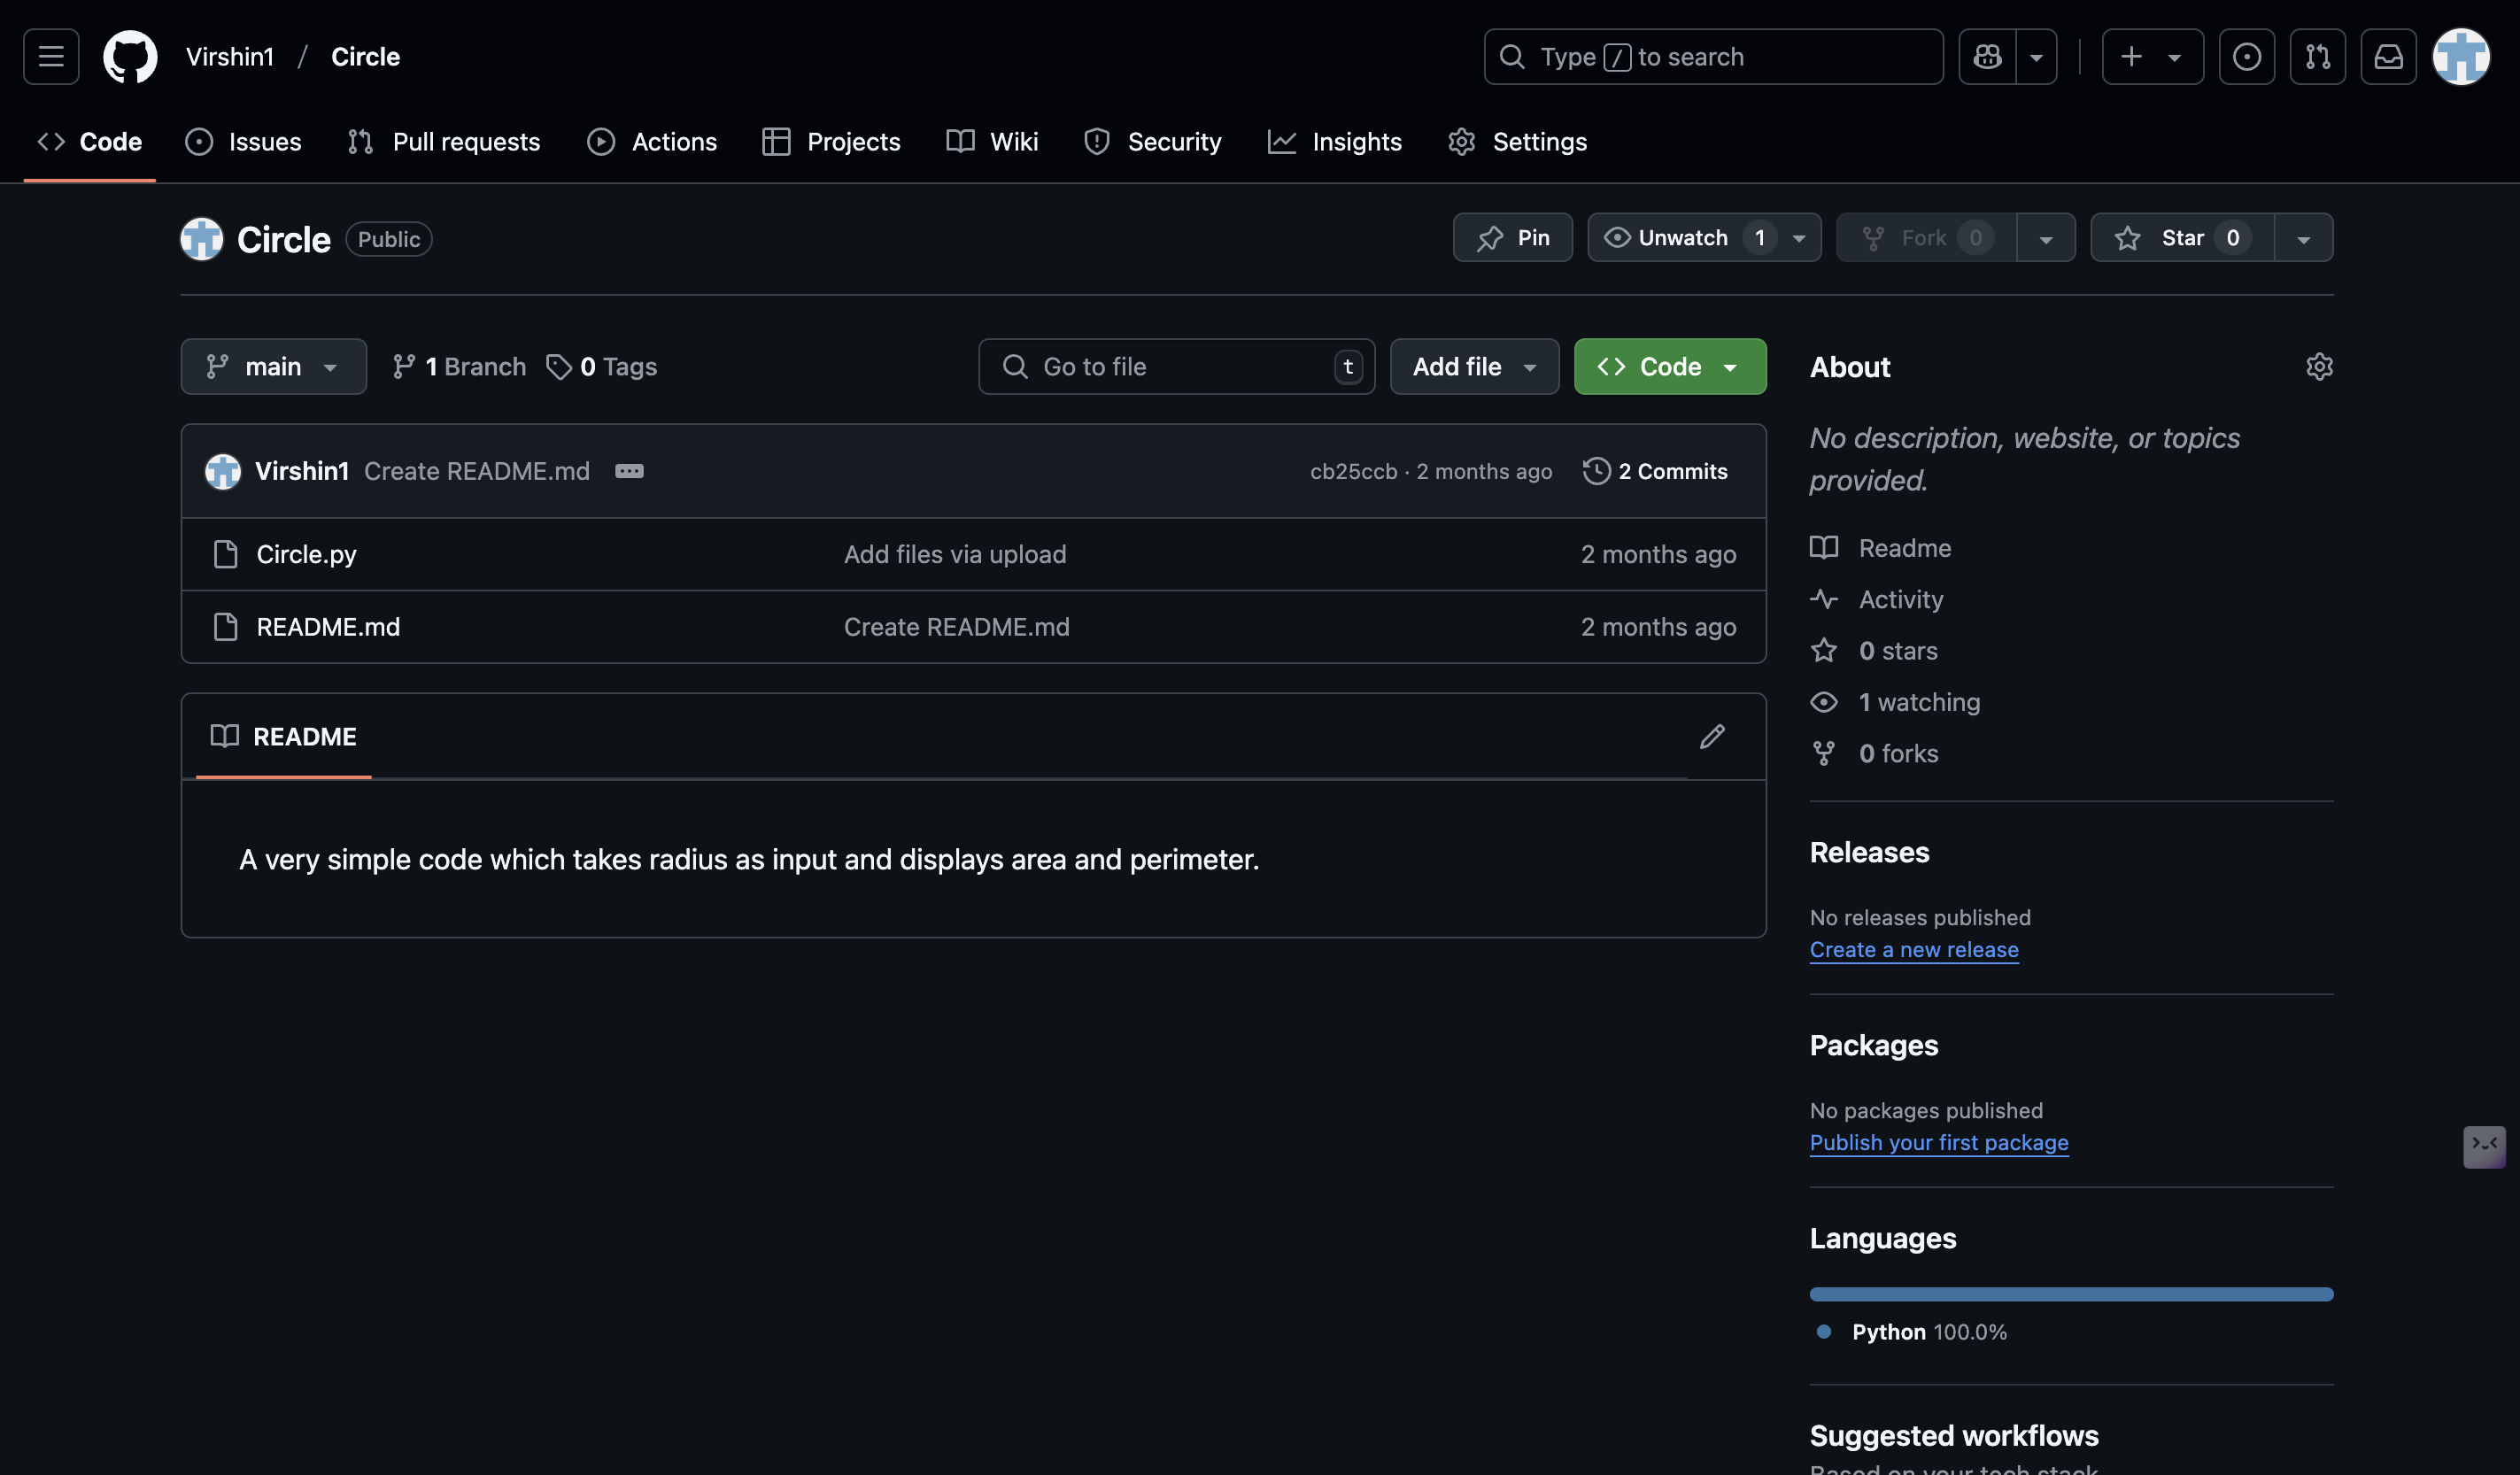 Virshin1 / Circle
Type / to search
Code Issues Pull requests Actions Projects Wiki Security Insights Settings
Circle Public
Pin Unwatch 1 Fork 0 Star 0
main 1 Branch 0 Tags
Go to file t Add file Code
Virshin1 Create README.md cb25ccb · 2 months ago 2 Commits
Circle.py Add files via upload 2 months ago
README.md Create README.md 2 months ago
README
A very simple code which takes radius as input and displays area and perimeter.
About
No description, website, or topics
provided.
Readme
Activity
0 stars
1 watching
0 forks
Releases
No releases published
Create a new release
Packages
No packages published
Publish your first package
Languages
Python 100.0%
Suggested workflows
Based on your tech stack